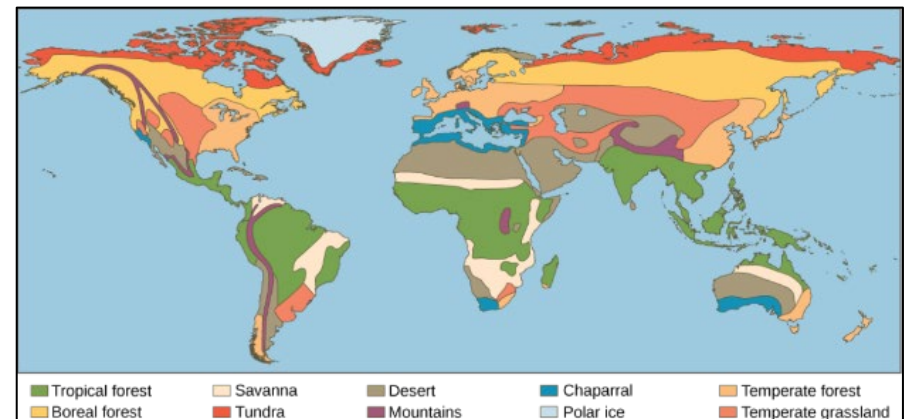 Tropical forest Savanna Desert Chaparral Temperate forest
Boreal forest Tundra Mountains Polar ice Temperate grassland